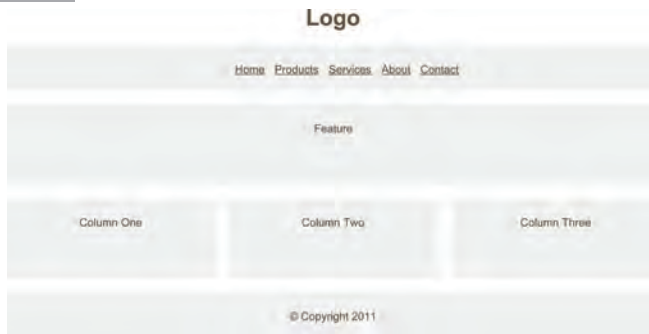 Logo
Home Products Services About Contact
Feature
Column One Column Two Column Three
© Copyright 2011